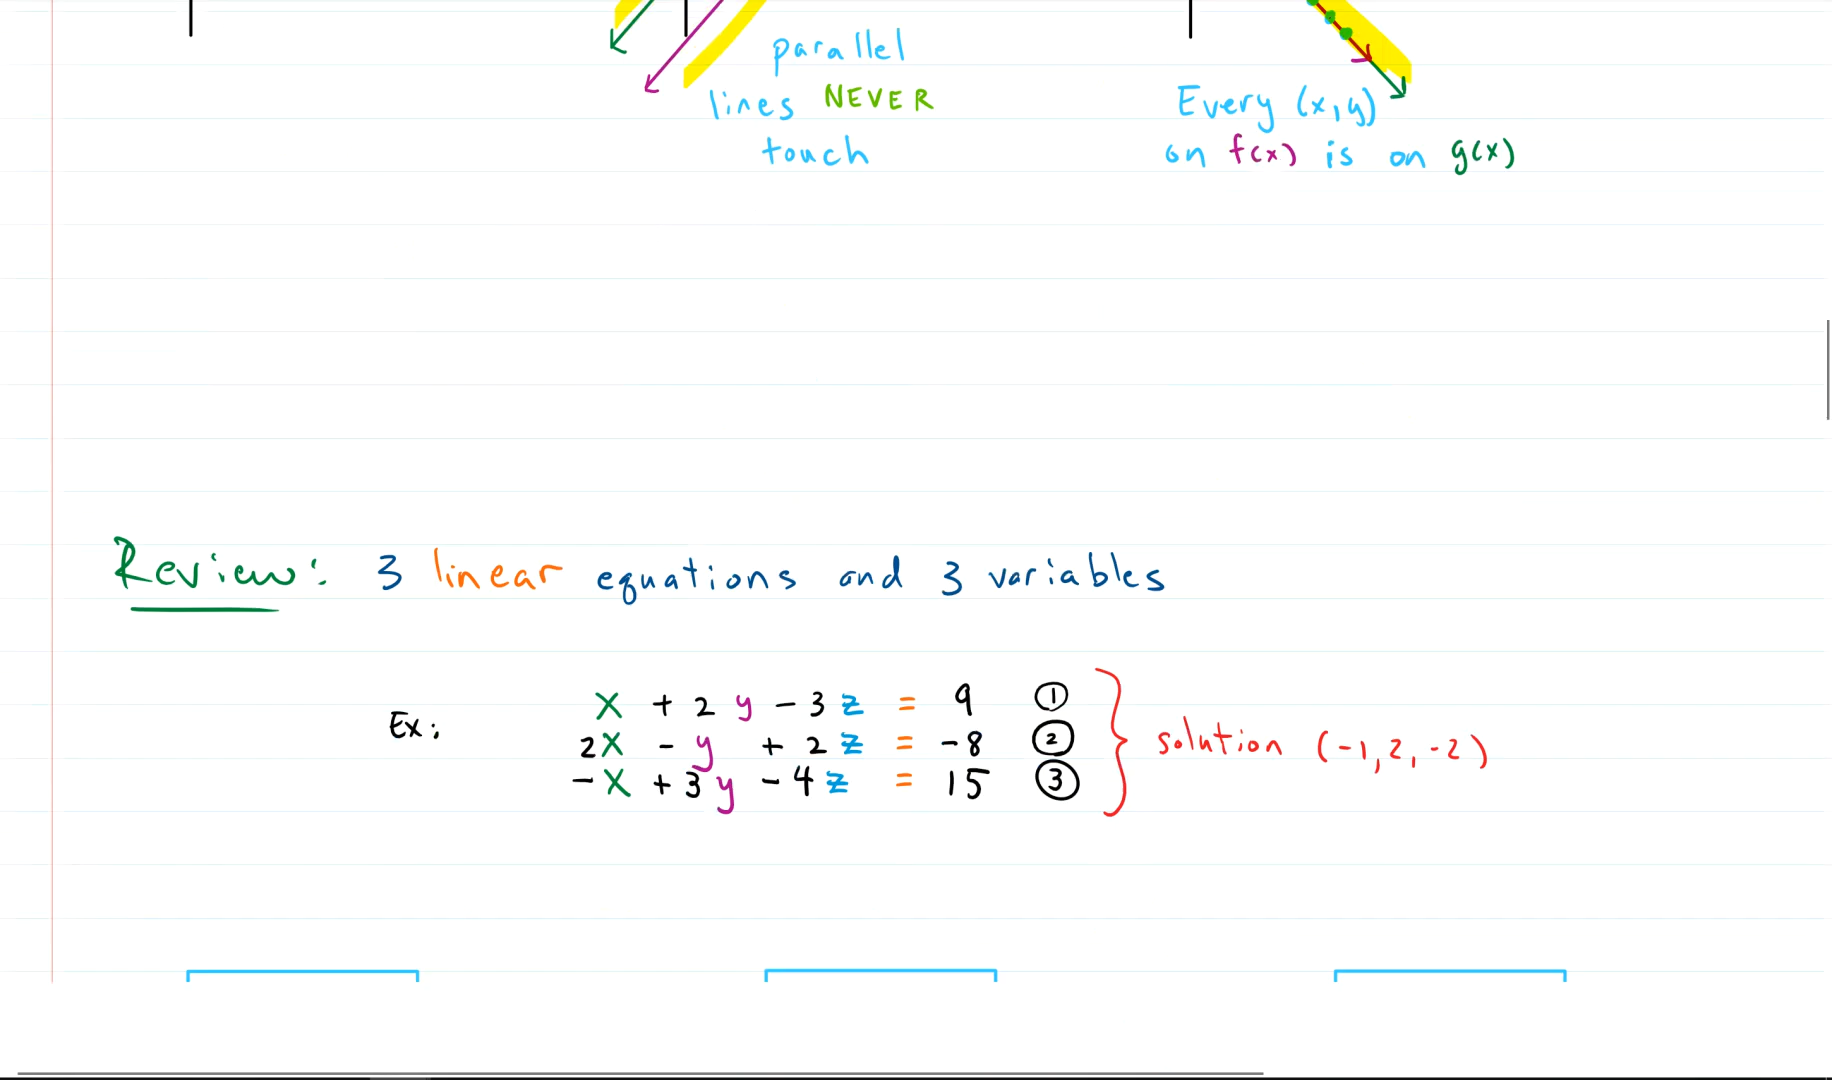 parallel
lines NEVER
touch
Every (x,y)
on f(x) is on g(x)
Review: 3 linear equations and 3 variables
Ex:
x + 2y - 3z = 9 ①
2x - y + 2z = -8 ②
-x + 3y - 4z = 15 ③
solution (-1, 2, -2)